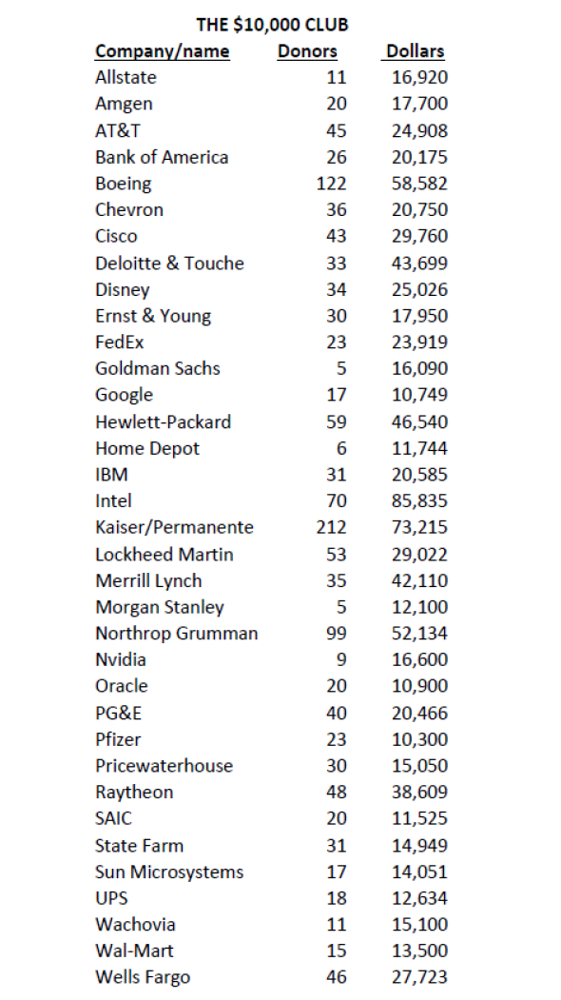 THE $10,000 CLUB
Company/name Donors Dollars
Allstate 11 16,920
Amgen 20 17,700
AT&T 45 24,908
Bank of America 26 20,175
Boeing 122 58,582
Chevron 36 20,750
Cisco 43 29,760
Deloitte & Touche 33 43,699
Disney 34 25,026
Ernst & Young 30 17,950
FedEx 23 23,919
Goldman Sachs 5 16,090
Google 17 10,749
Hewlett-Packard 59 46,540
Home Depot 6 11,744
IBM 31 20,585
Intel 70 85,835
Kaiser/Permanente 212 73,215
Lockheed Martin 53 29,022
Merrill Lynch 35 42,110
Morgan Stanley 5 12,100
Northrop Grumman 99 52,134
Nvidia 9 16,600
Oracle 20 10,900
PG&E 40 20,466
Pfizer 23 10,300
Pricewaterhouse 30 15,050
Raytheon 48 38,609
SAIC 20 11,525
State Farm 31 14,949
Sun Microsystems 17 14,051
UPS 18 12,634
Wachovia 11 15,100
Wal-Mart 15 13,500
Wells Fargo 46 27,723